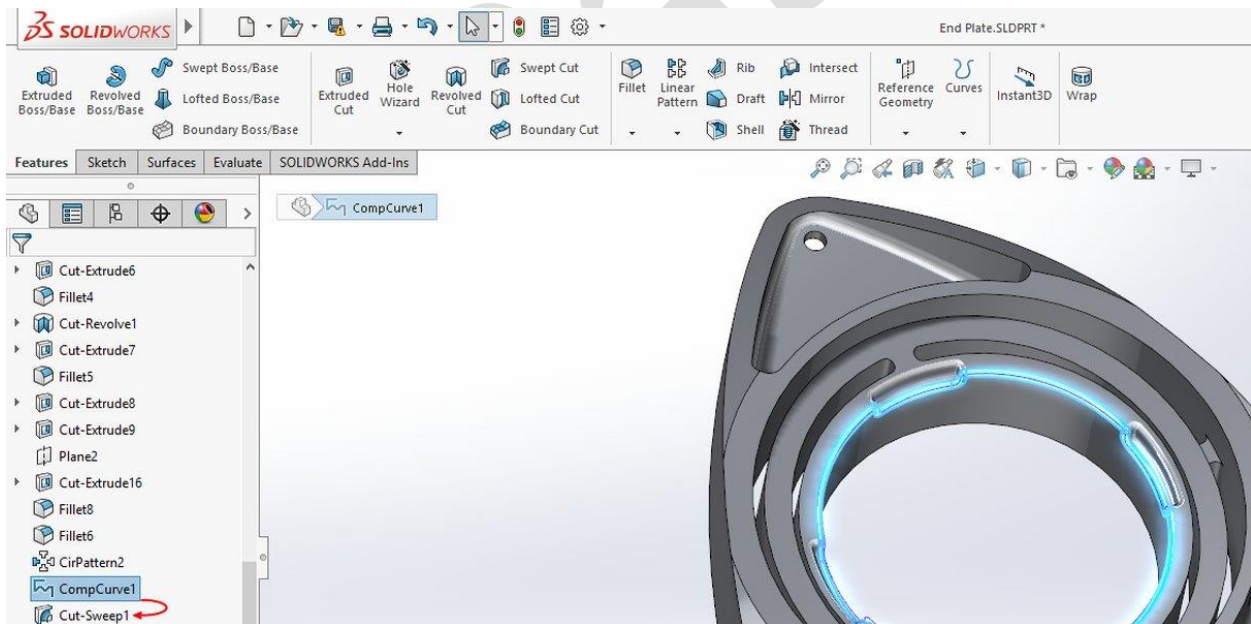 SOLIDWORKS
End Plate.SLDPRT *
Extruded Boss/Base
Revolved Boss/Base
Swept Boss/Base
Lofted Boss/Base
Boundary Boss/Base
Extruded Cut
Hole Wizard
Revolved Cut
Swept Cut
Lofted Cut
Boundary Cut
Fillet
Linear Pattern
Rib
Draft
Shell
Intersect
Mirror
Thread
Reference Geometry
Curves
Instant3D
Wrap
Features
Sketch
Surfaces
Evaluate
SOLIDWORKS Add-Ins
CompCurve1
Cut-Extrude6
Fillet4
Cut-Revolve1
Cut-Extrude7
Fillet5
Cut-Extrude8
Cut-Extrude9
Plane2
Cut-Extrude16
Fillet8
Fillet6
CirPattern2
CompCurve1
Cut-Sweep1